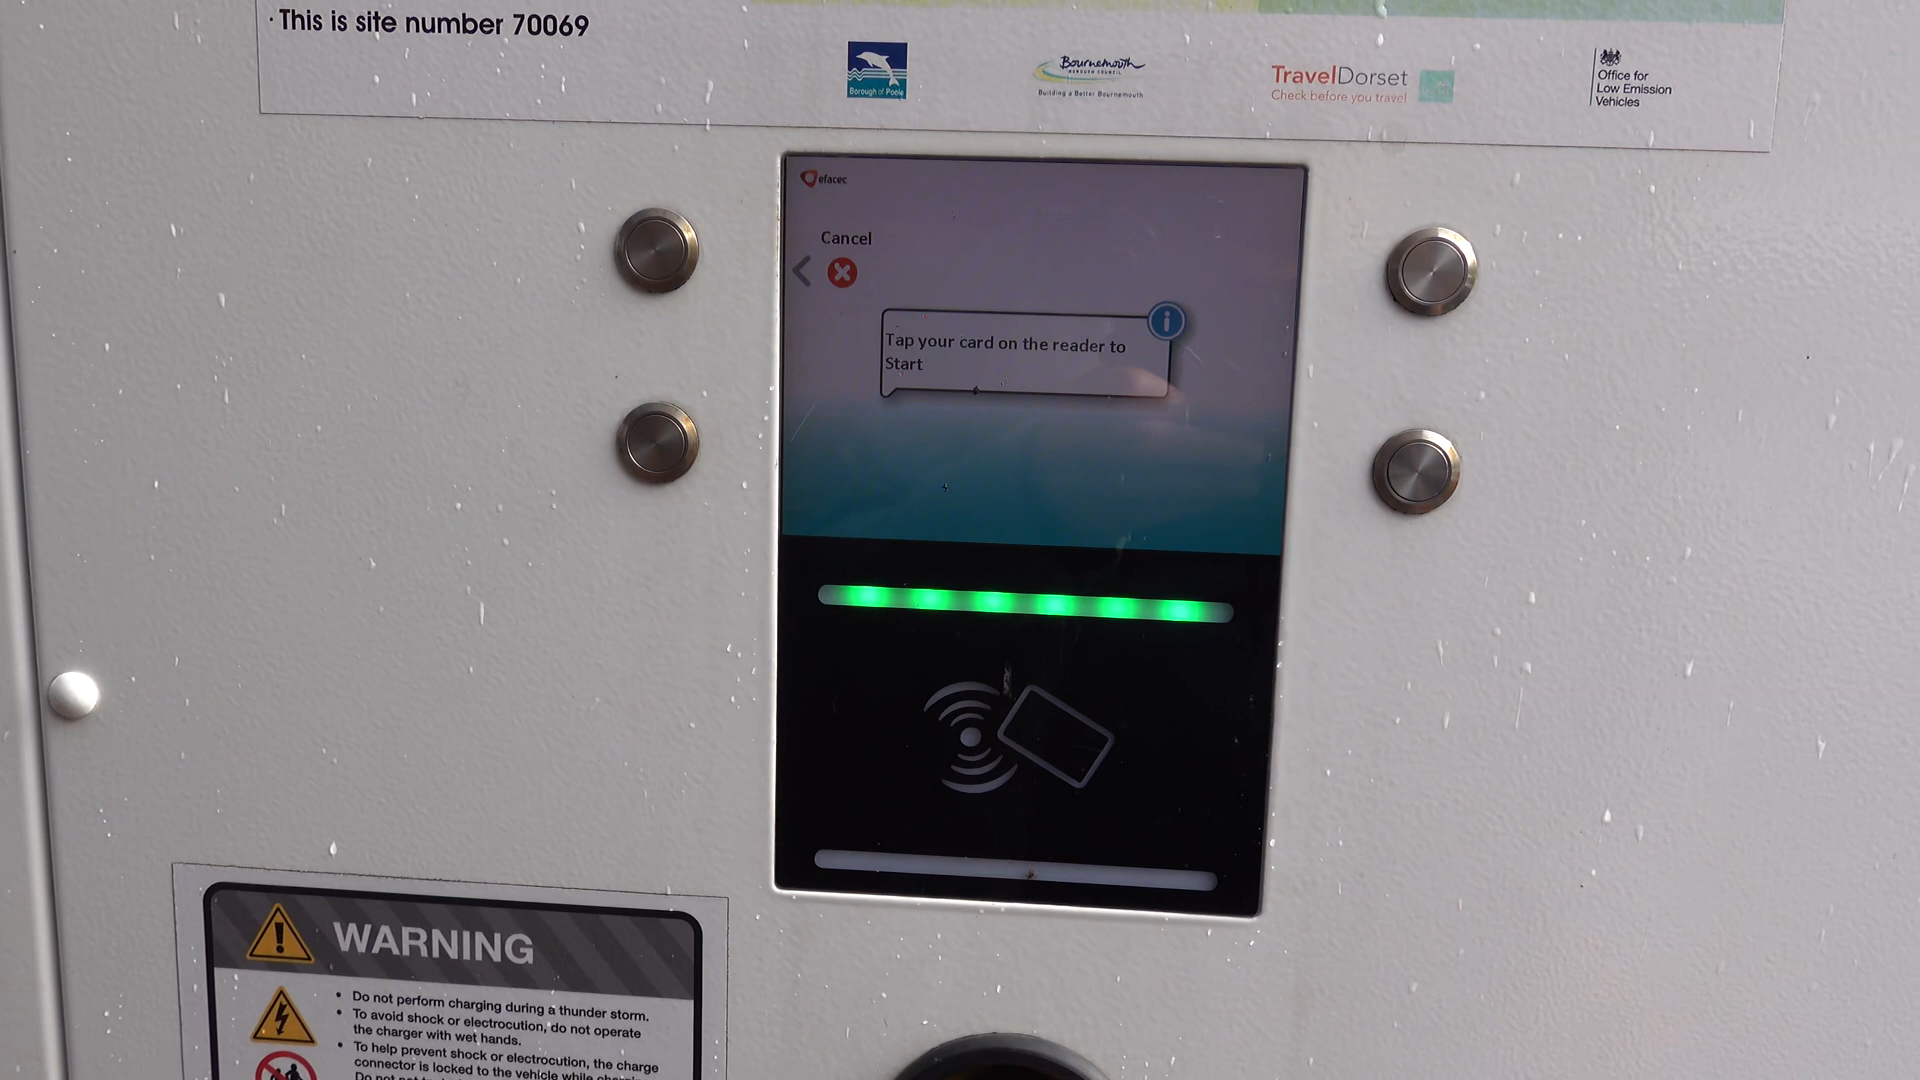 · This is site number 70069
Borough of Poole
Bournemouth
BOROUGH COUNCIL
Building a Better Bournemouth
TravelDorset
Check before you travel
Office for
Low Emission
Vehicles
efacec
Cancel
Tap your card on the reader to
Start
WARNING
• Do not perform charging during a thunder storm.
• To avoid shock or electrocution, do not operate
the charger with wet hands.
• To help prevent shock or electrocution, the charge
connector is locked to the vehicle while
Do not